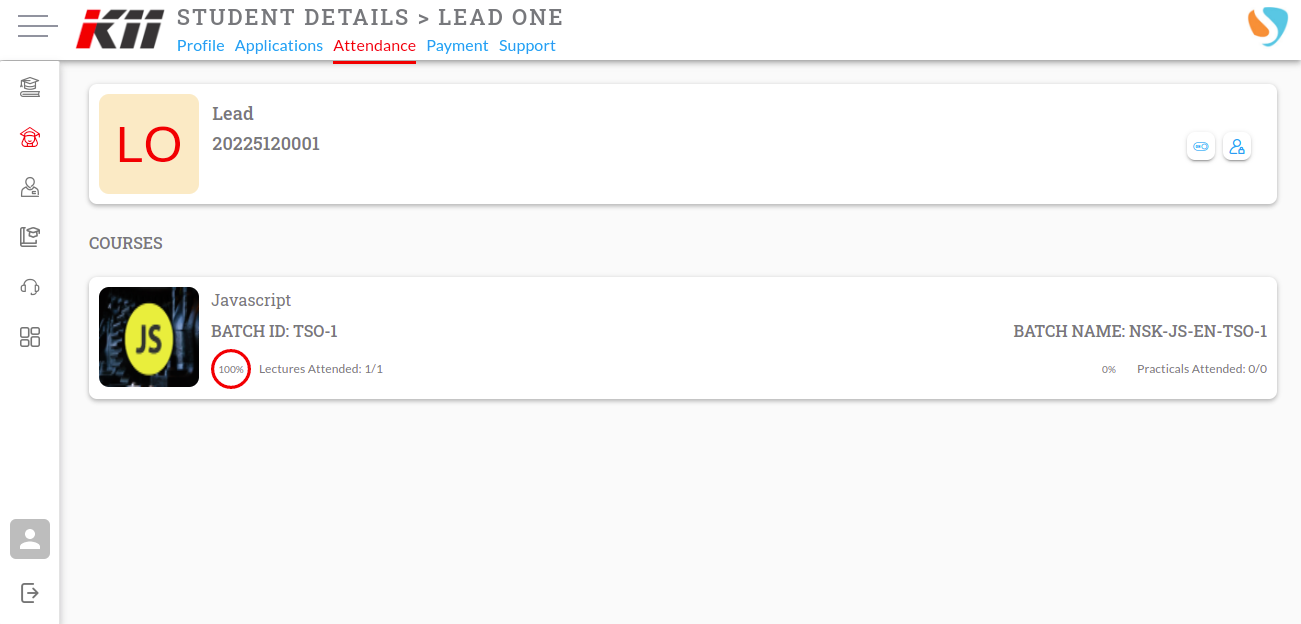 Kİİ
STUDENT DETAILS > LEAD ONE
Profile Applications Attendance Payment Support
LO
Lead
20225120001
COURSES
JS
Javascript
BATCH ID: TSO-1 BATCH NAME: NSK-JS-EN-TSO-1
100% Lectures Attended: 1/1 0% Practicals Attended: 0/0